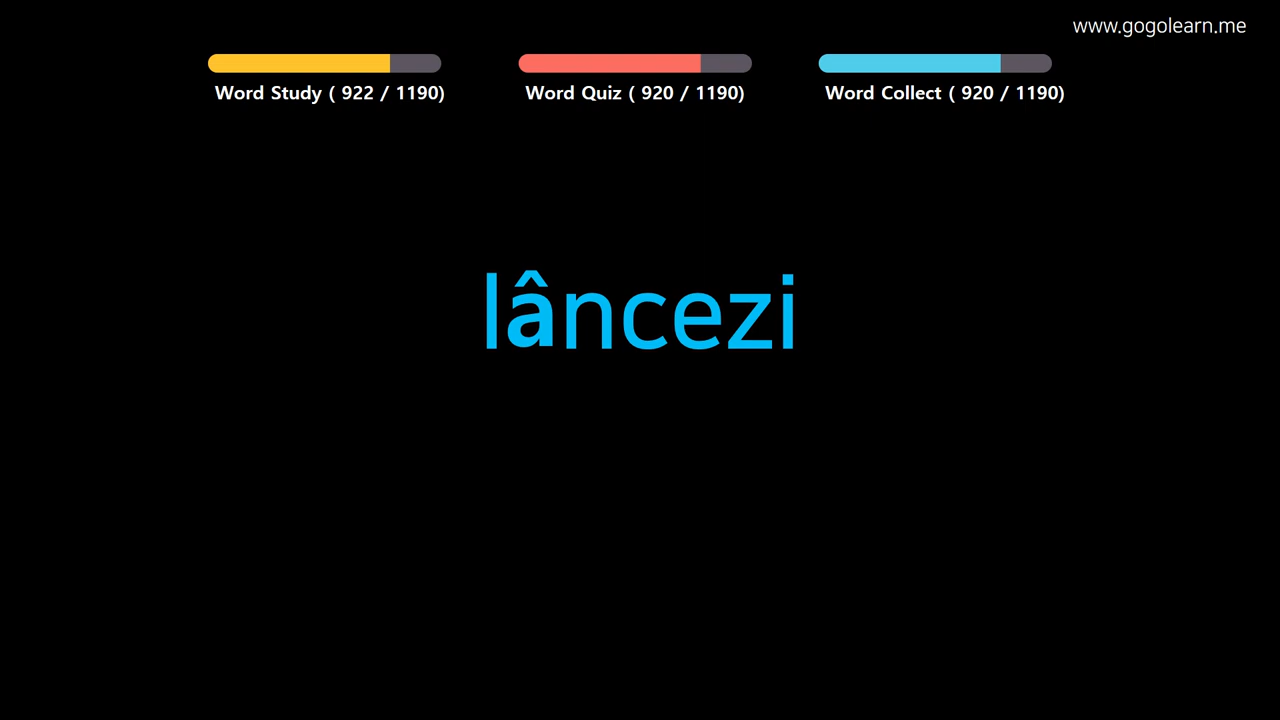 www.gogolearn.me
Word Study ( 922 / 1190)
Word Quiz ( 920 / 1190)
Word Collect ( 920 / 1190)
lâncezi